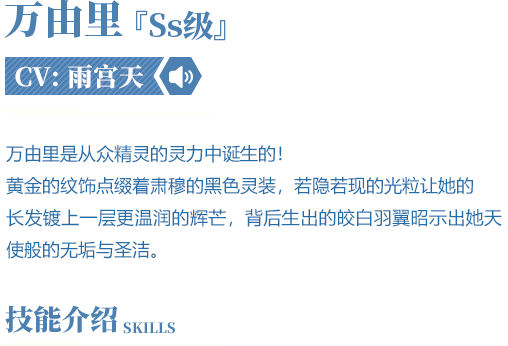 万由里『Ss级』
CV: 雨宫天
万由里是从众精灵的灵力中诞生的！
黄金的纹饰点缀着肃穆的黑色灵装，若隐若现的光粒让她的
长发镀上一层更温润的辉芒，背后生出的皎白羽翼昭示出她天
使般的无垢与圣洁。
技能介绍 SKILLS